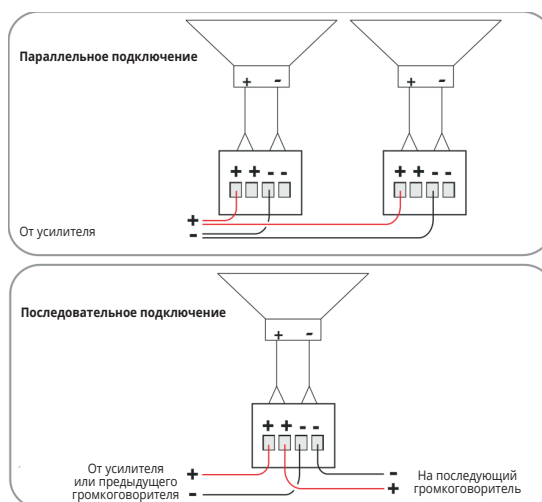 Параллельное подключение
+ -
+ -
+ + - -
+ + - -
+
От усилителя
-
Последовательное подключение
+ -
+ + - -
От усилителя
или предыдущего
громкоговорителя
+
-
-
+
На последующий
громкоговоритель